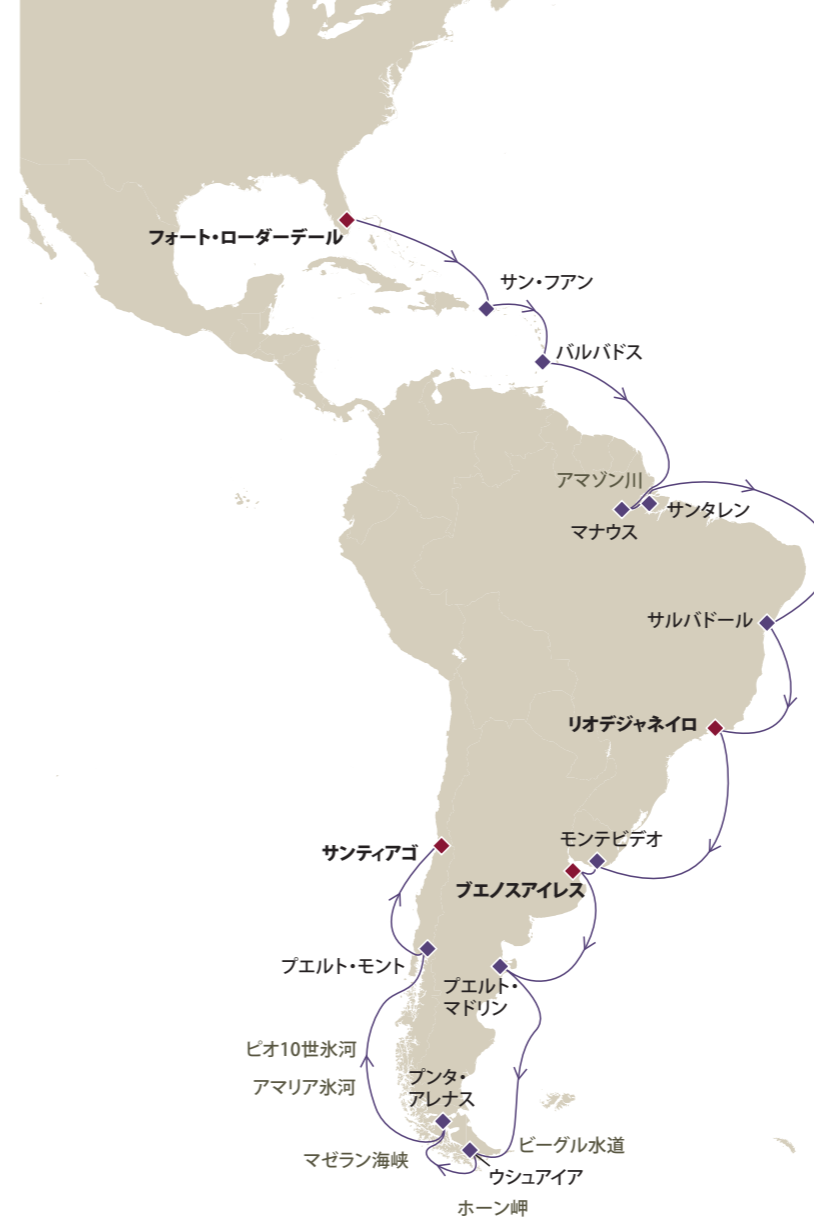 フォート・ローダーデール
サン・フアン
バルバドス
アマゾン川
サンタレン
マナウス
サルバドール
リオデジャネイロ
モンテビデオ
サンティアゴ
ブエノスアイレス
プエルト・モント
プエルト・
マドリン
ピオ10世氷河
アマリア氷河
プンタ・
アレナス
ビーグル水道
マゼラン海峡
ウシュアイア
ホーン岬